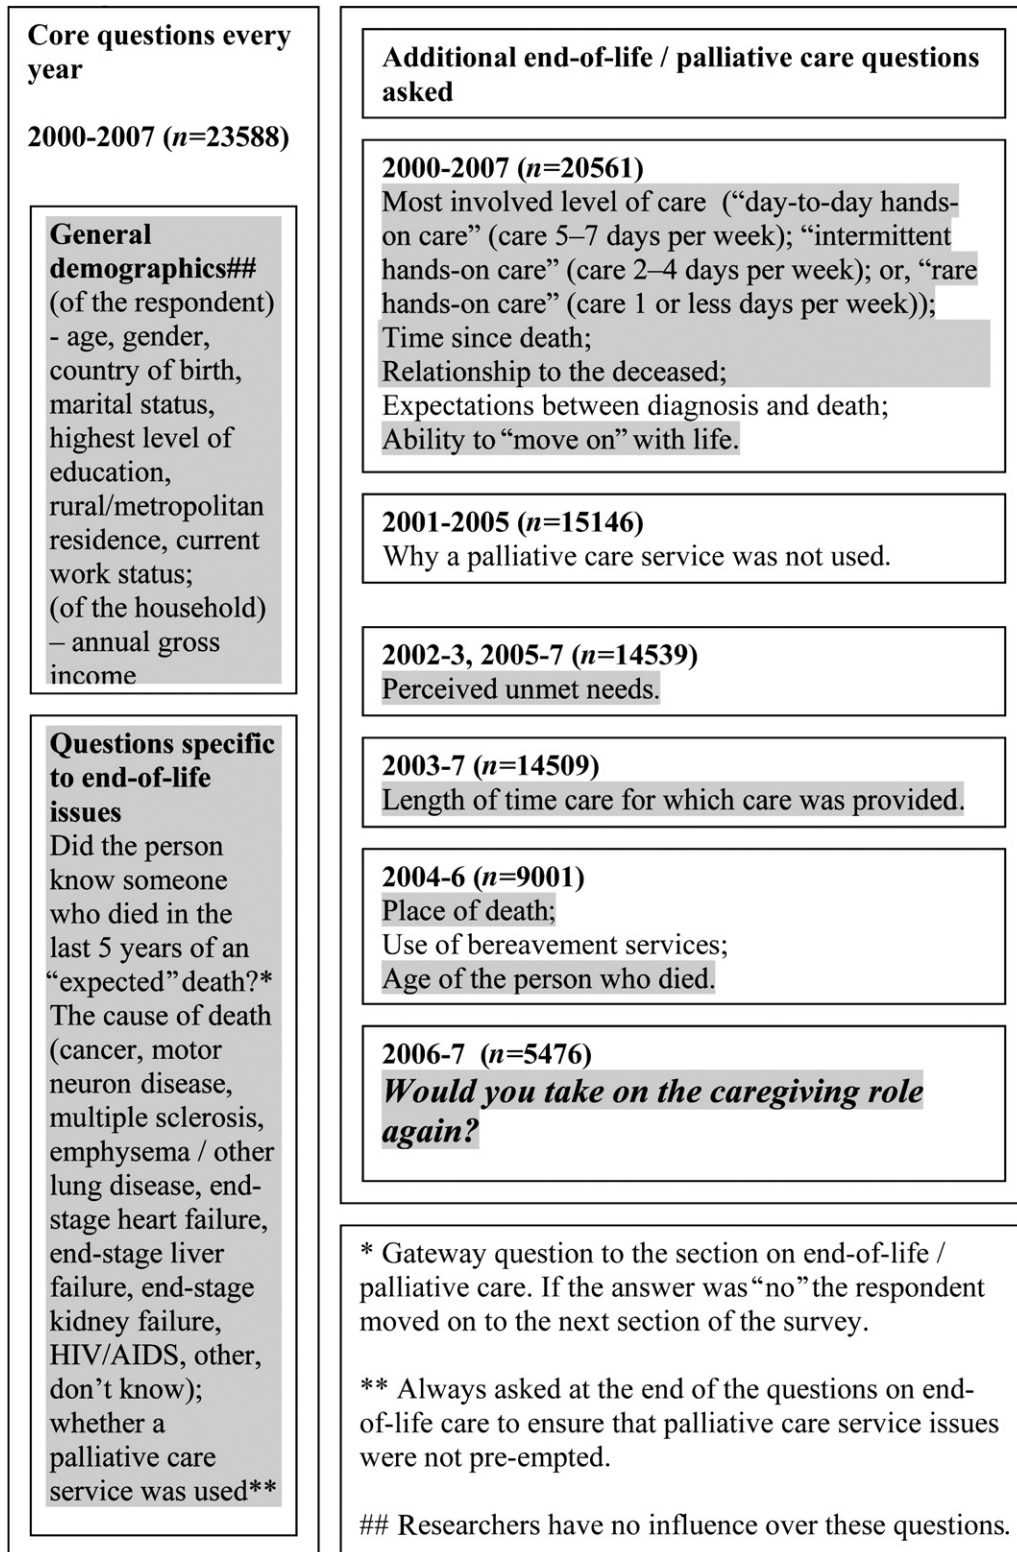 Core questions every
year
2000-2007 (n=23588)
General
demographics##
(of the respondent)
- age, gender,
country of birth,
marital status,
highest level of
education,
rural/metropolitan
residence, current
work status;
(of the household)
– annual gross
income
Questions specific
to end-of-life
issues
Did the person
know someone
who died in the
last 5 years of an
“expected” death?*
The cause of death
(cancer, motor
neuron disease,
multiple sclerosis,
emphysema / other
lung disease, end-
stage heart failure,
end-stage liver
failure, end-stage
kidney failure,
HIV/AIDS, other,
don’t know);
whether a
palliative care
service was used**
Additional end-of-life / palliative care questions
asked
2000-2007 (n=20561)
Most involved level of care (“day-to-day hands-
on care” (care 5–7 days per week); “intermittent
hands-on care” (care 2–4 days per week); or, “rare
hands-on care” (care 1 or less days per week));
Time since death;
Relationship to the deceased;
Expectations between diagnosis and death;
Ability to “move on” with life.
2001-2005 (n=15146)
Why a palliative care service was not used.
2002-3, 2005-7 (n=14539)
Perceived unmet needs.
2003-7 (n=14509)
Length of time care for which care was provided.
2004-6 (n=9001)
Place of death;
Use of bereavement services;
Age of the person who died.
2006-7 (n=5476)
Would you take on the caregiving role
again?
* Gateway question to the section on end-of-life /
palliative care. If the answer was “no” the respondent
moved on to the next section of the survey.
** Always asked at the end of the questions on end-
of-life care to ensure that palliative care service issues
were not pre-empted.
## Researchers have no influence over these questions.